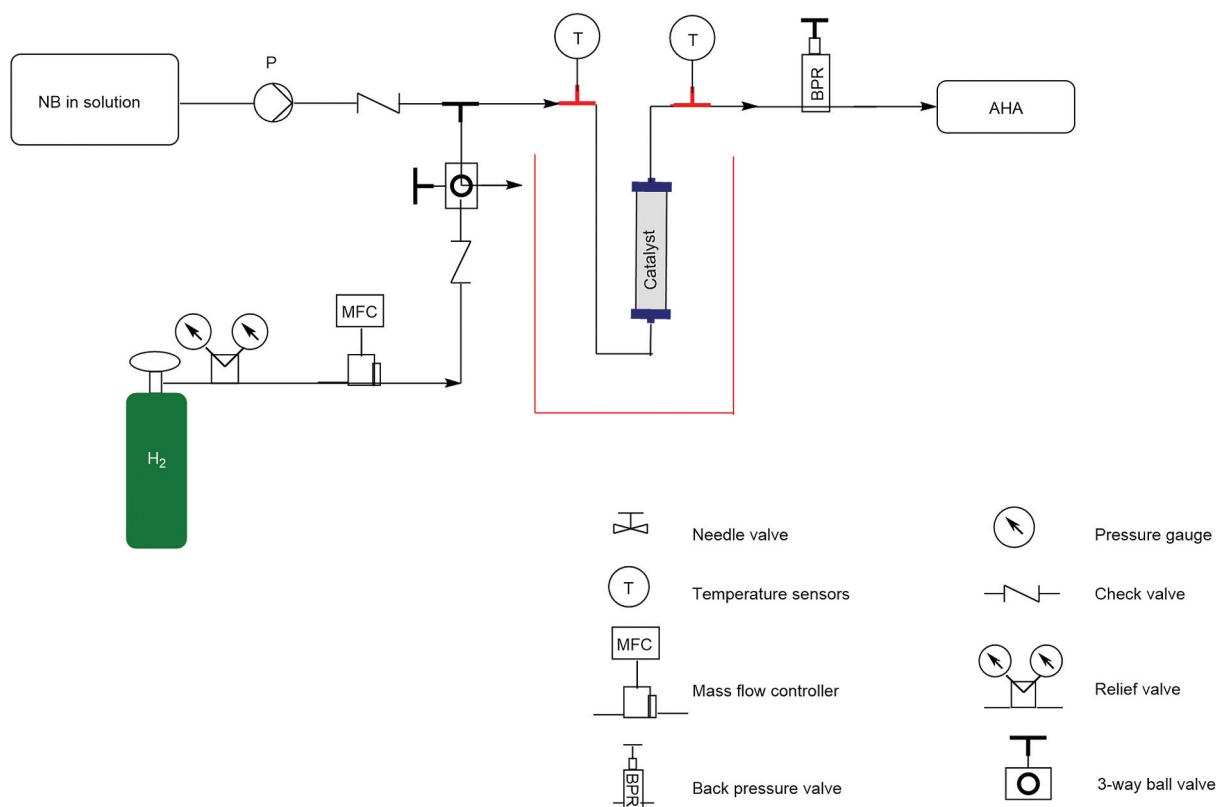 T
T
P
BPR
NB in solution
AHA
Catalyst
MFC
H₂
Needle valve
Pressure gauge
T
Temperature sensors
Check valve
MFC
Mass flow controller
Relief valve
BPR
Back pressure valve
3-way ball valve